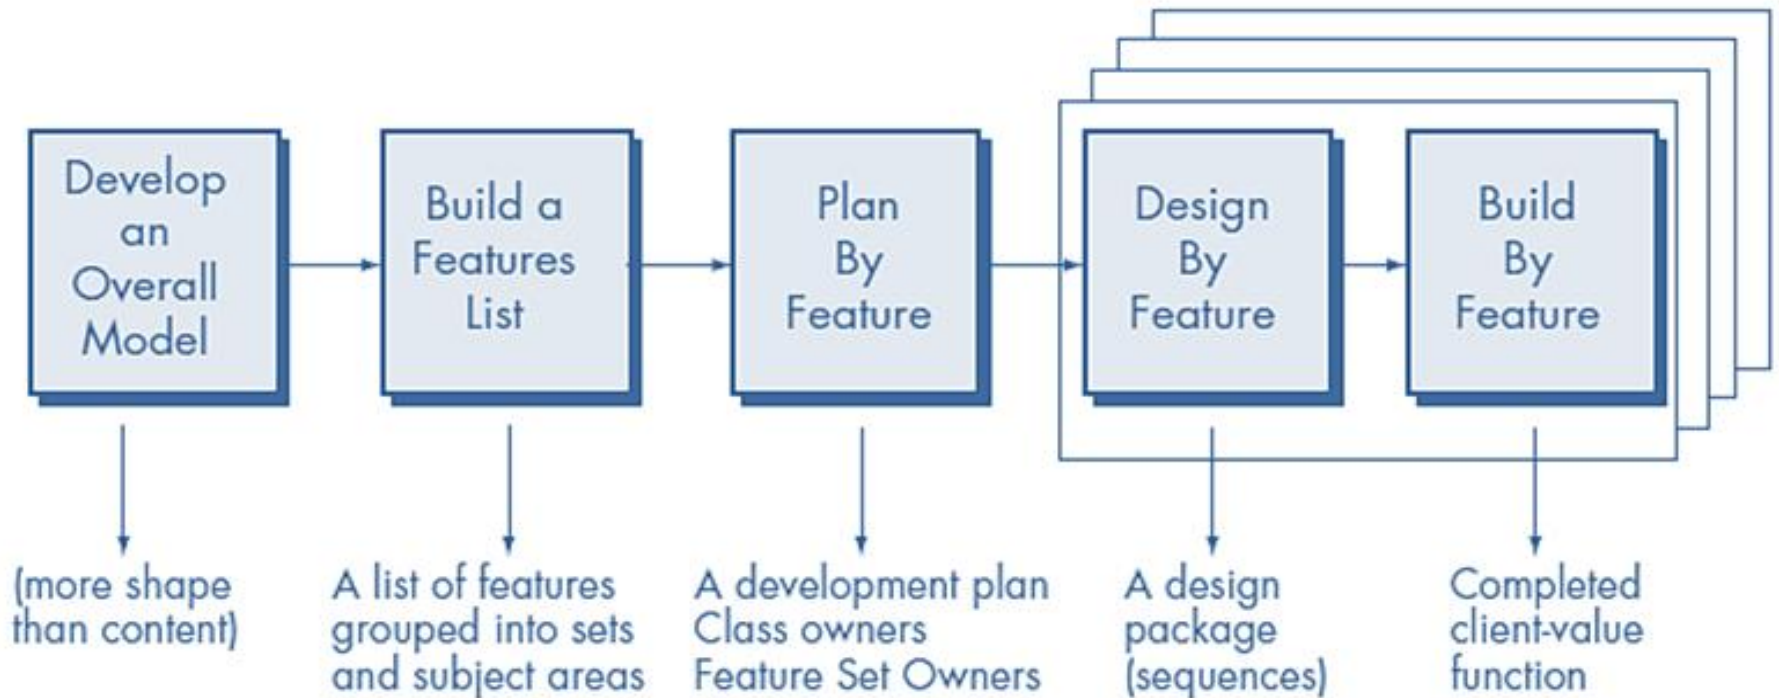 Develop
an
Overall
Model
Build a
Features
List
Plan
By
Feature
Design
By
Feature
Build
By
Feature
(more shape
than content)
A list of features
grouped into sets
and subject areas
A development plan
Class owners
Feature Set Owners
A design
package
(sequences)
Completed
client-value
function